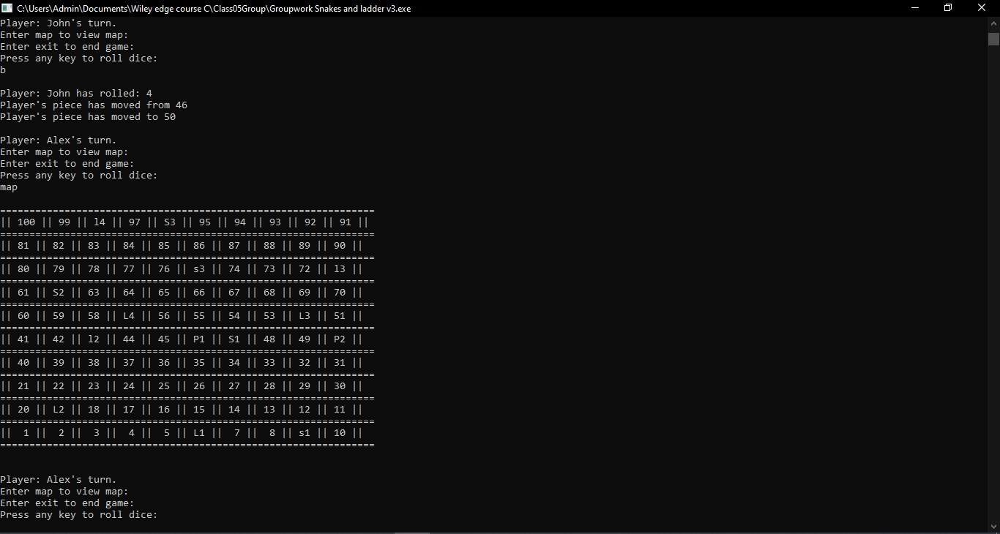 C:\Users\Admin\Documents\Wiley edge course C\Class05Group\Groupwork Snakes and ladder v3.exe
Player: John's turn.
Enter map to view map:
Enter exit to end game:
Press any key to roll dice:
b
Player: John has rolled: 4
Player's piece has moved from 46
Player's piece has moved to 50
Player: Alex's turn.
Enter map to view map:
Enter exit to end game:
Press any key to roll dice:
map
================================================================
|| 100 || 99 || l4 || 97 || S3 || 95 || 94 || 93 || 92 || 91 ||
================================================================
|| 81 || 82 || 83 || 84 || 85 || 86 || 87 || 88 || 89 || 90 ||
================================================================
|| 80 || 79 || 78 || 77 || 76 || s3 || 74 || 73 || 72 || l3 ||
================================================================
|| 61 || S2 || 63 || 64 || 65 || 66 || 67 || 68 || 69 || 70 ||
================================================================
|| 60 || 59 || 58 || L4 || 56 || 55 || 54 || 53 || L3 || 51 ||
================================================================
|| 41 || 42 || l2 || 44 || 45 || P1 || S1 || 48 || 49 || P2 ||
================================================================
|| 40 || 39 || 38 || 37 || 36 || 35 || 34 || 33 || 32 || 31 ||
================================================================
|| 21 || 22 || 23 || 24 || 25 || 26 || 27 || 28 || 29 || 30 ||
================================================================
|| 20 || L2 || 18 || 17 || 16 || 15 || 14 || 13 || 12 || 11 ||
================================================================
||  1 ||  2 ||  3 ||  4 ||  5 || L1 ||  7 ||  8 || s1 || 10 ||
================================================================
Player: Alex's turn.
Enter map to view map:
Enter exit to end game:
Press any key to roll dice: